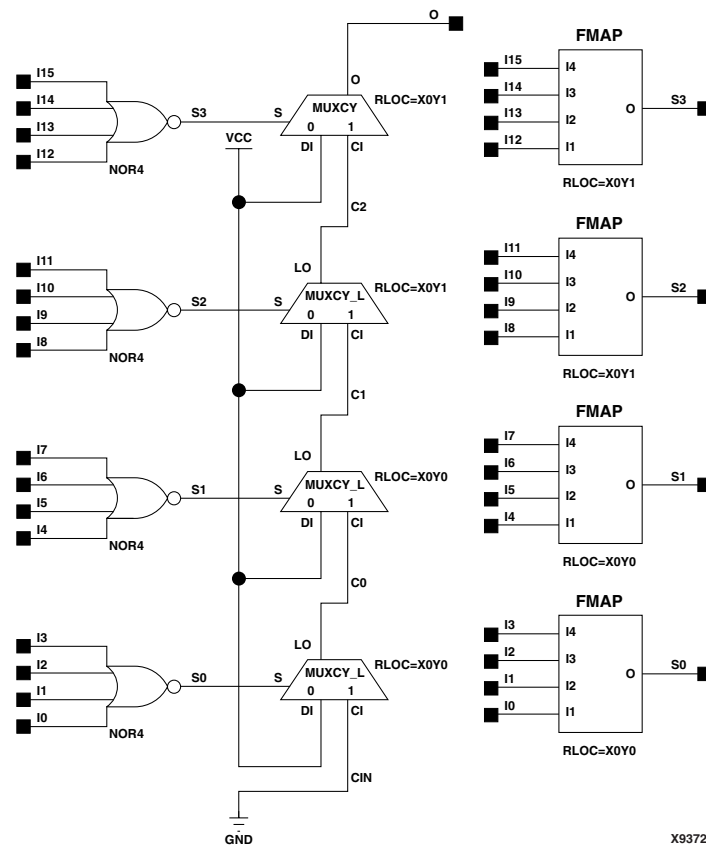 O
FMAP
I15
I14
I13
I12
NOR4
S3
S
O
MUXCY
0 1
DI
CI
RLOC=X0Y1
VCC
I15
I14
I13
I12
I4
I3
I2
I1
O
S3
RLOC=X0Y1
C2
FMAP
I11
I10
I9
I8
NOR4
S2
S
LO
MUXCY_L
0 1
DI
CI
RLOC=X0Y1
I11
I10
I9
I8
I4
I3
I2
I1
O
S2
RLOC=X0Y1
C1
FMAP
I7
I6
I5
I4
NOR4
S1
S
LO
MUXCY_L
0 1
DI
CI
RLOC=X0Y0
I7
I6
I5
I4
I4
I3
I2
I1
O
S1
RLOC=X0Y0
C0
FMAP
I3
I2
I1
I0
NOR4
S0
S
LO
MUXCY_L
0 1
DI
CI
RLOC=X0Y0
I3
I2
I1
I0
I4
I3
I2
I1
O
S0
RLOC=X0Y0
CIN
GND
X9372